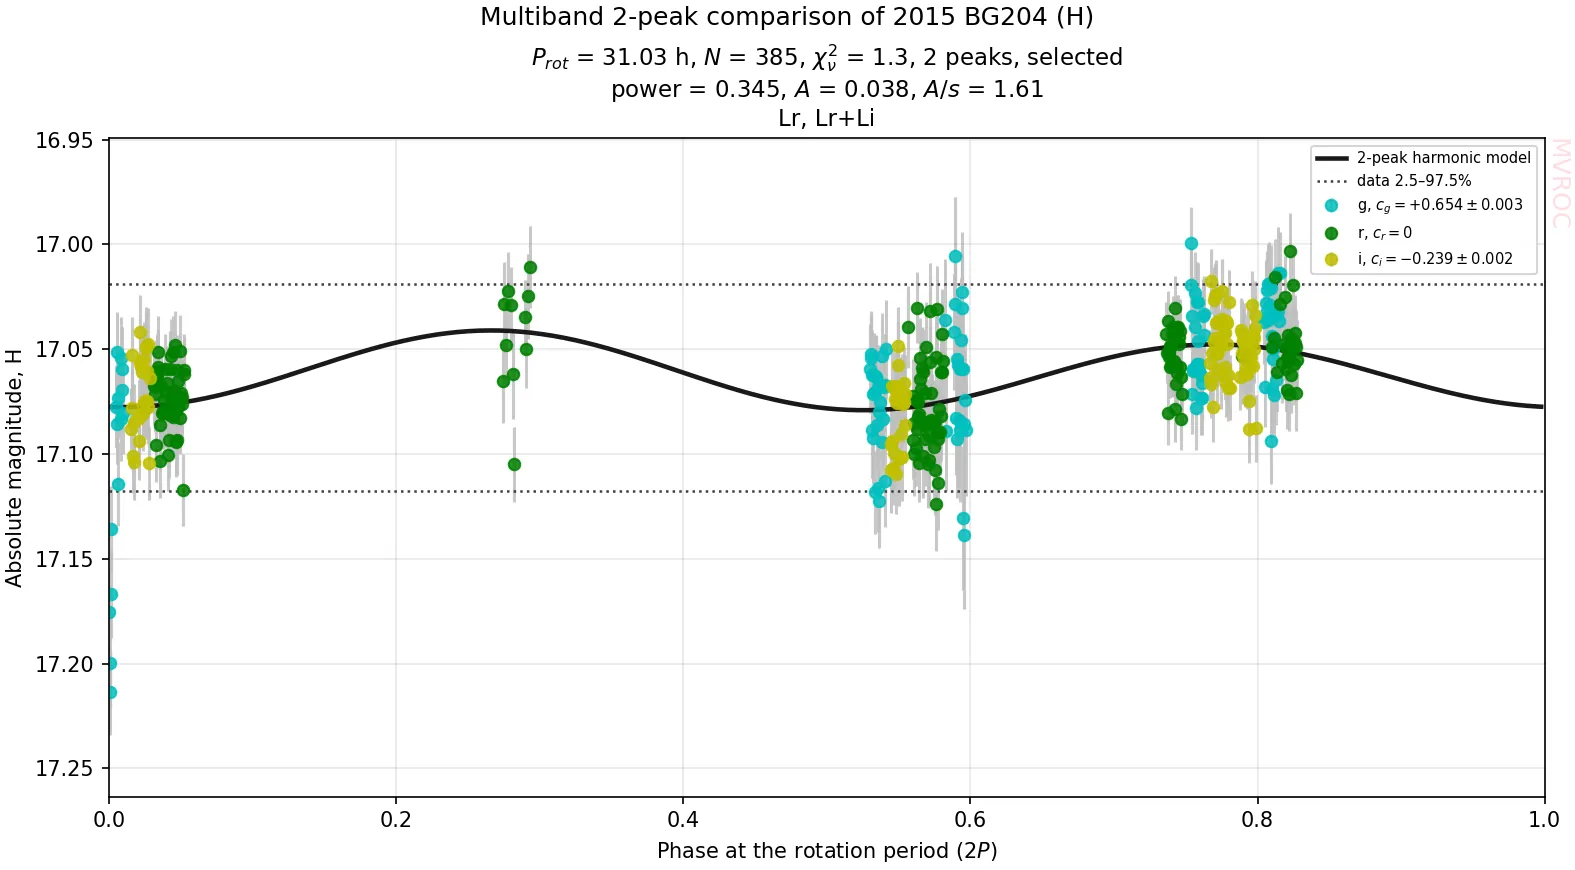 Multiband 2-peak comparison of 2015 BG204 (H)
P_rot = 31.03 h, N = 385, χ²_ν = 1.3, 2 peaks, selected
power = 0.345, A = 0.038, A/s = 1.61
Lr, Lr+Li
2-peak harmonic model
data 2.5–97.5%
g, c_g = +0.654 ± 0.003
r, c_r = 0
i, c_i = −0.239 ± 0.002
MVROC
Absolute magnitude, H
16.95
17.00
17.05
17.10
17.15
17.20
17.25
0.0 0.2 0.4 0.6 0.8 1.0
Phase at the rotation period (2P)